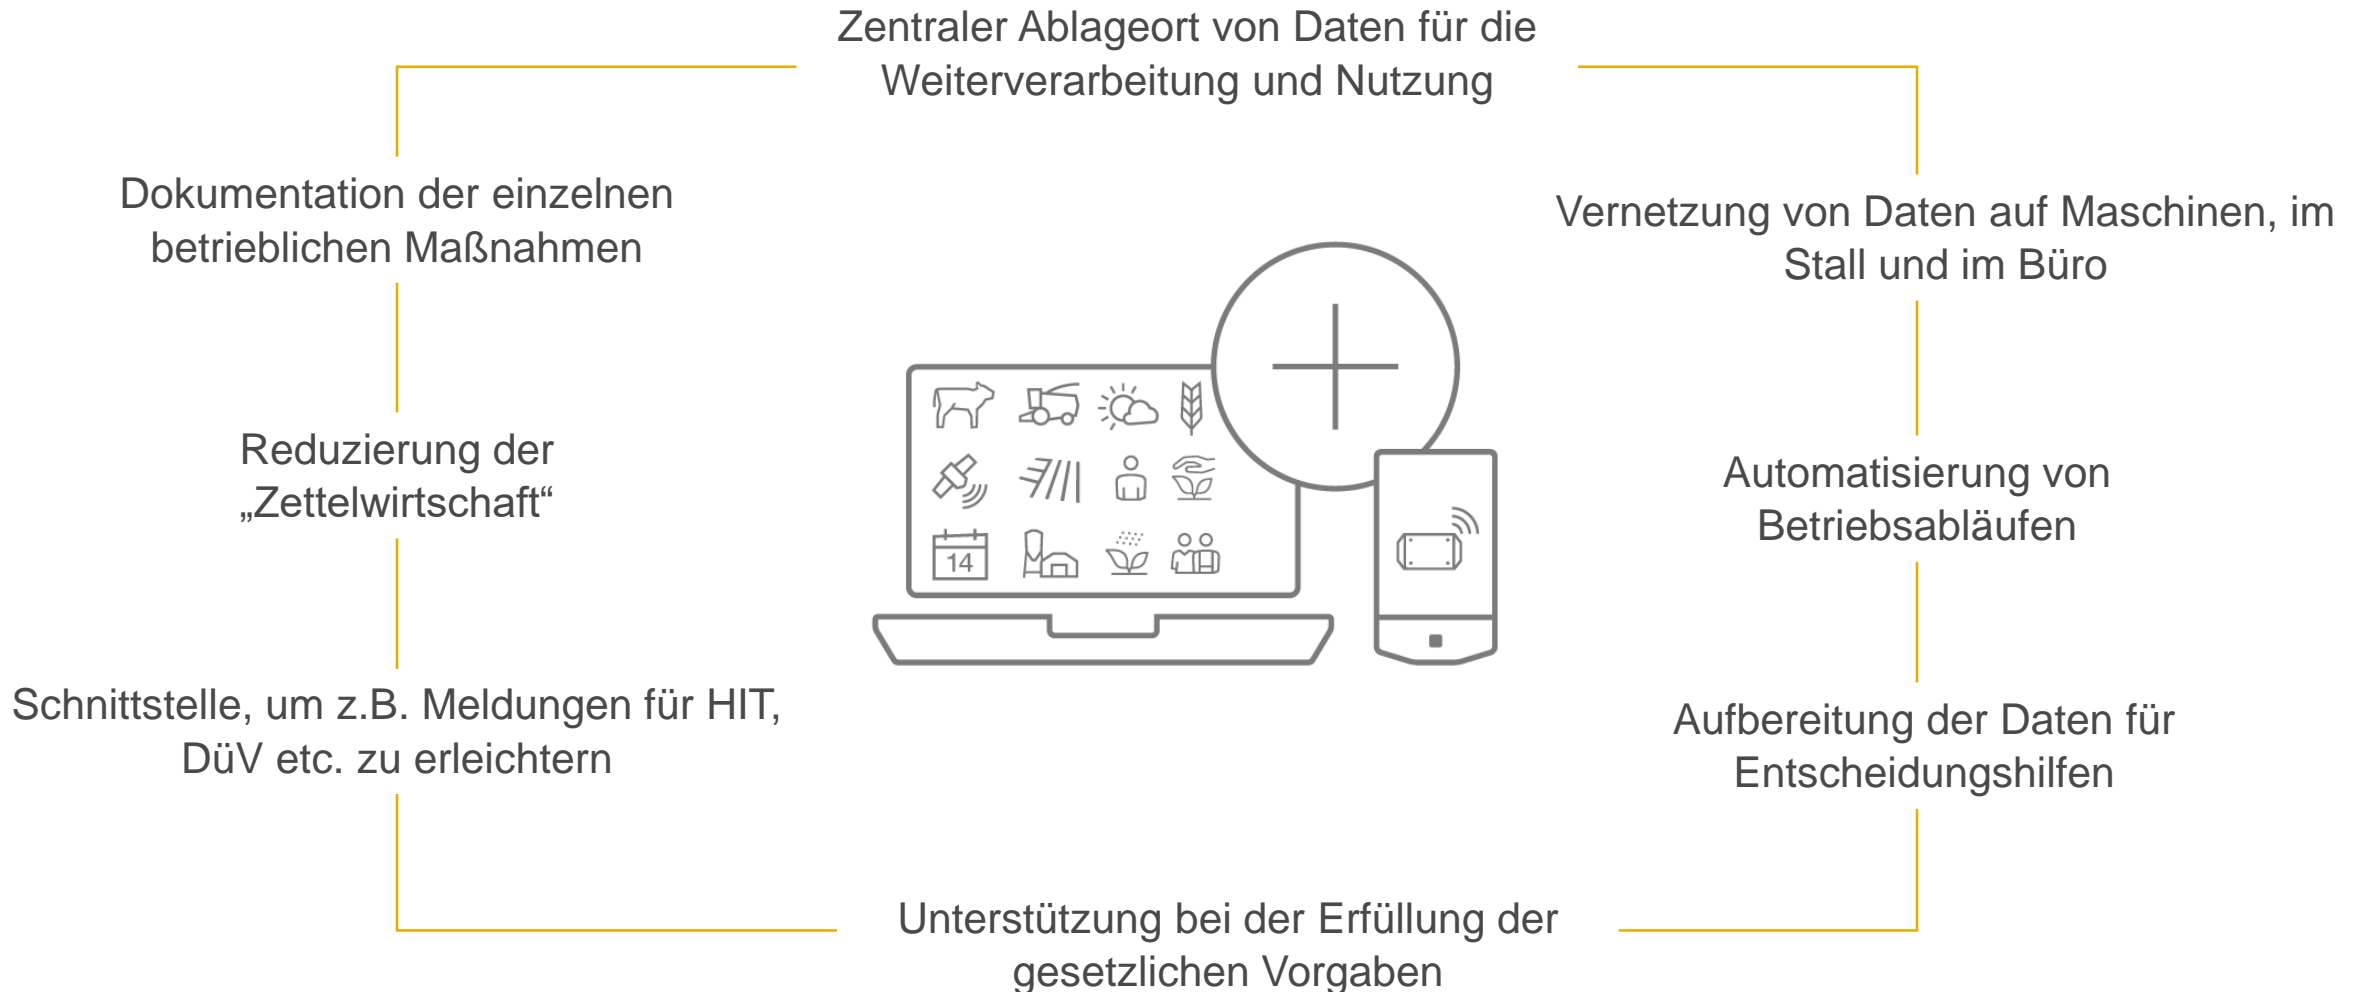 Zentraler Ablageort von Daten für die
Weiterverarbeitung und Nutzung
Dokumentation der einzelnen
betrieblichen Maßnahmen
Vernetzung von Daten auf Maschinen, im
Stall und im Büro
Reduzierung der
„Zettelwirtschaft“
Automatisierung von
Betriebsabläufen
14
Schnittstelle, um z.B. Meldungen für HIT,
DüV etc. zu erleichtern
Aufbereitung der Daten für
Entscheidungshilfen
Unterstützung bei der Erfüllung der
gesetzlichen Vorgaben